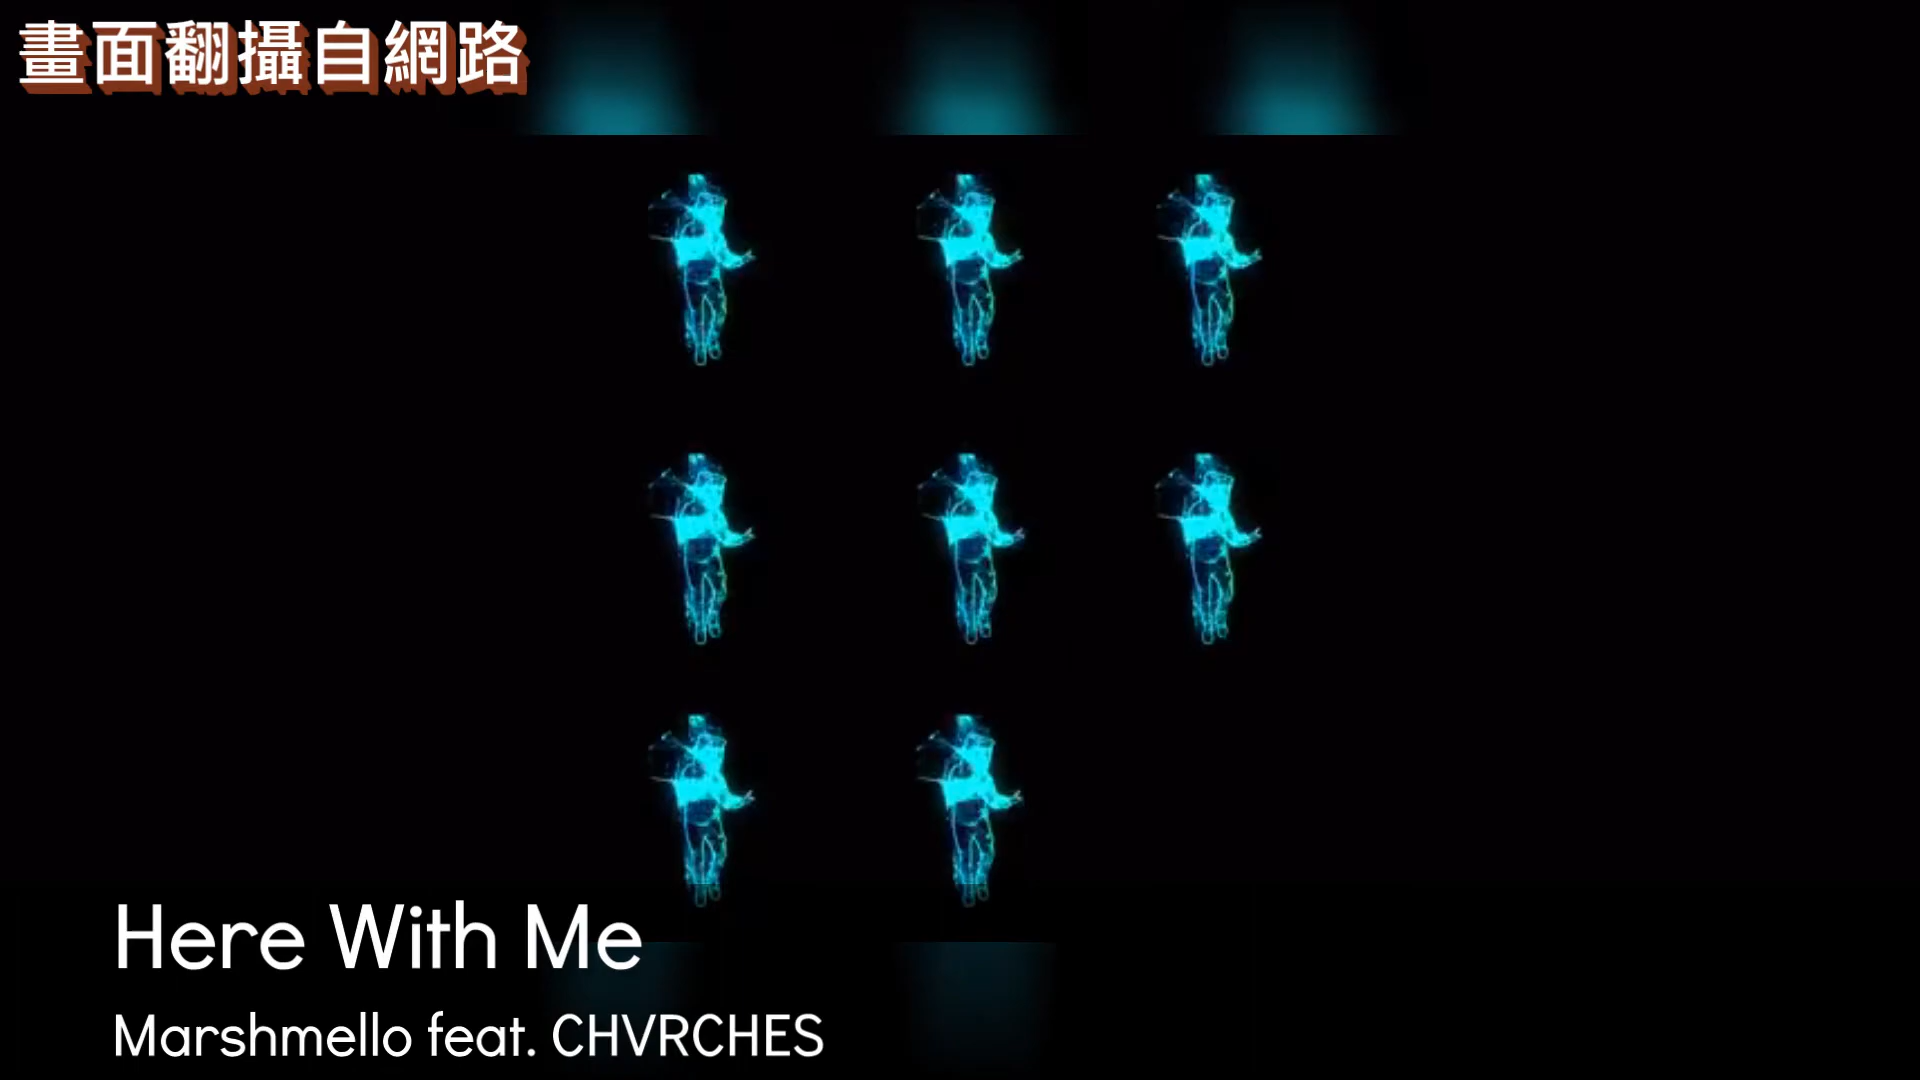 畫面翻攝自網路
Here With Me
Marshmello feat. CHVRCHES